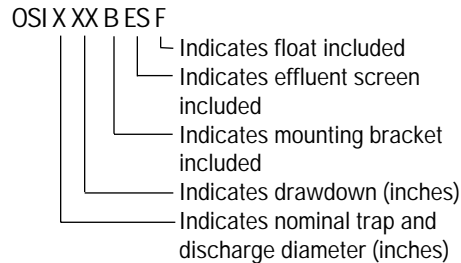 OSI X XX B ES F
Indicates float included
Indicates effluent screen
included
Indicates mounting bracket
included
Indicates drawdown (inches)
Indicates nominal trap and
discharge diameter (inches)